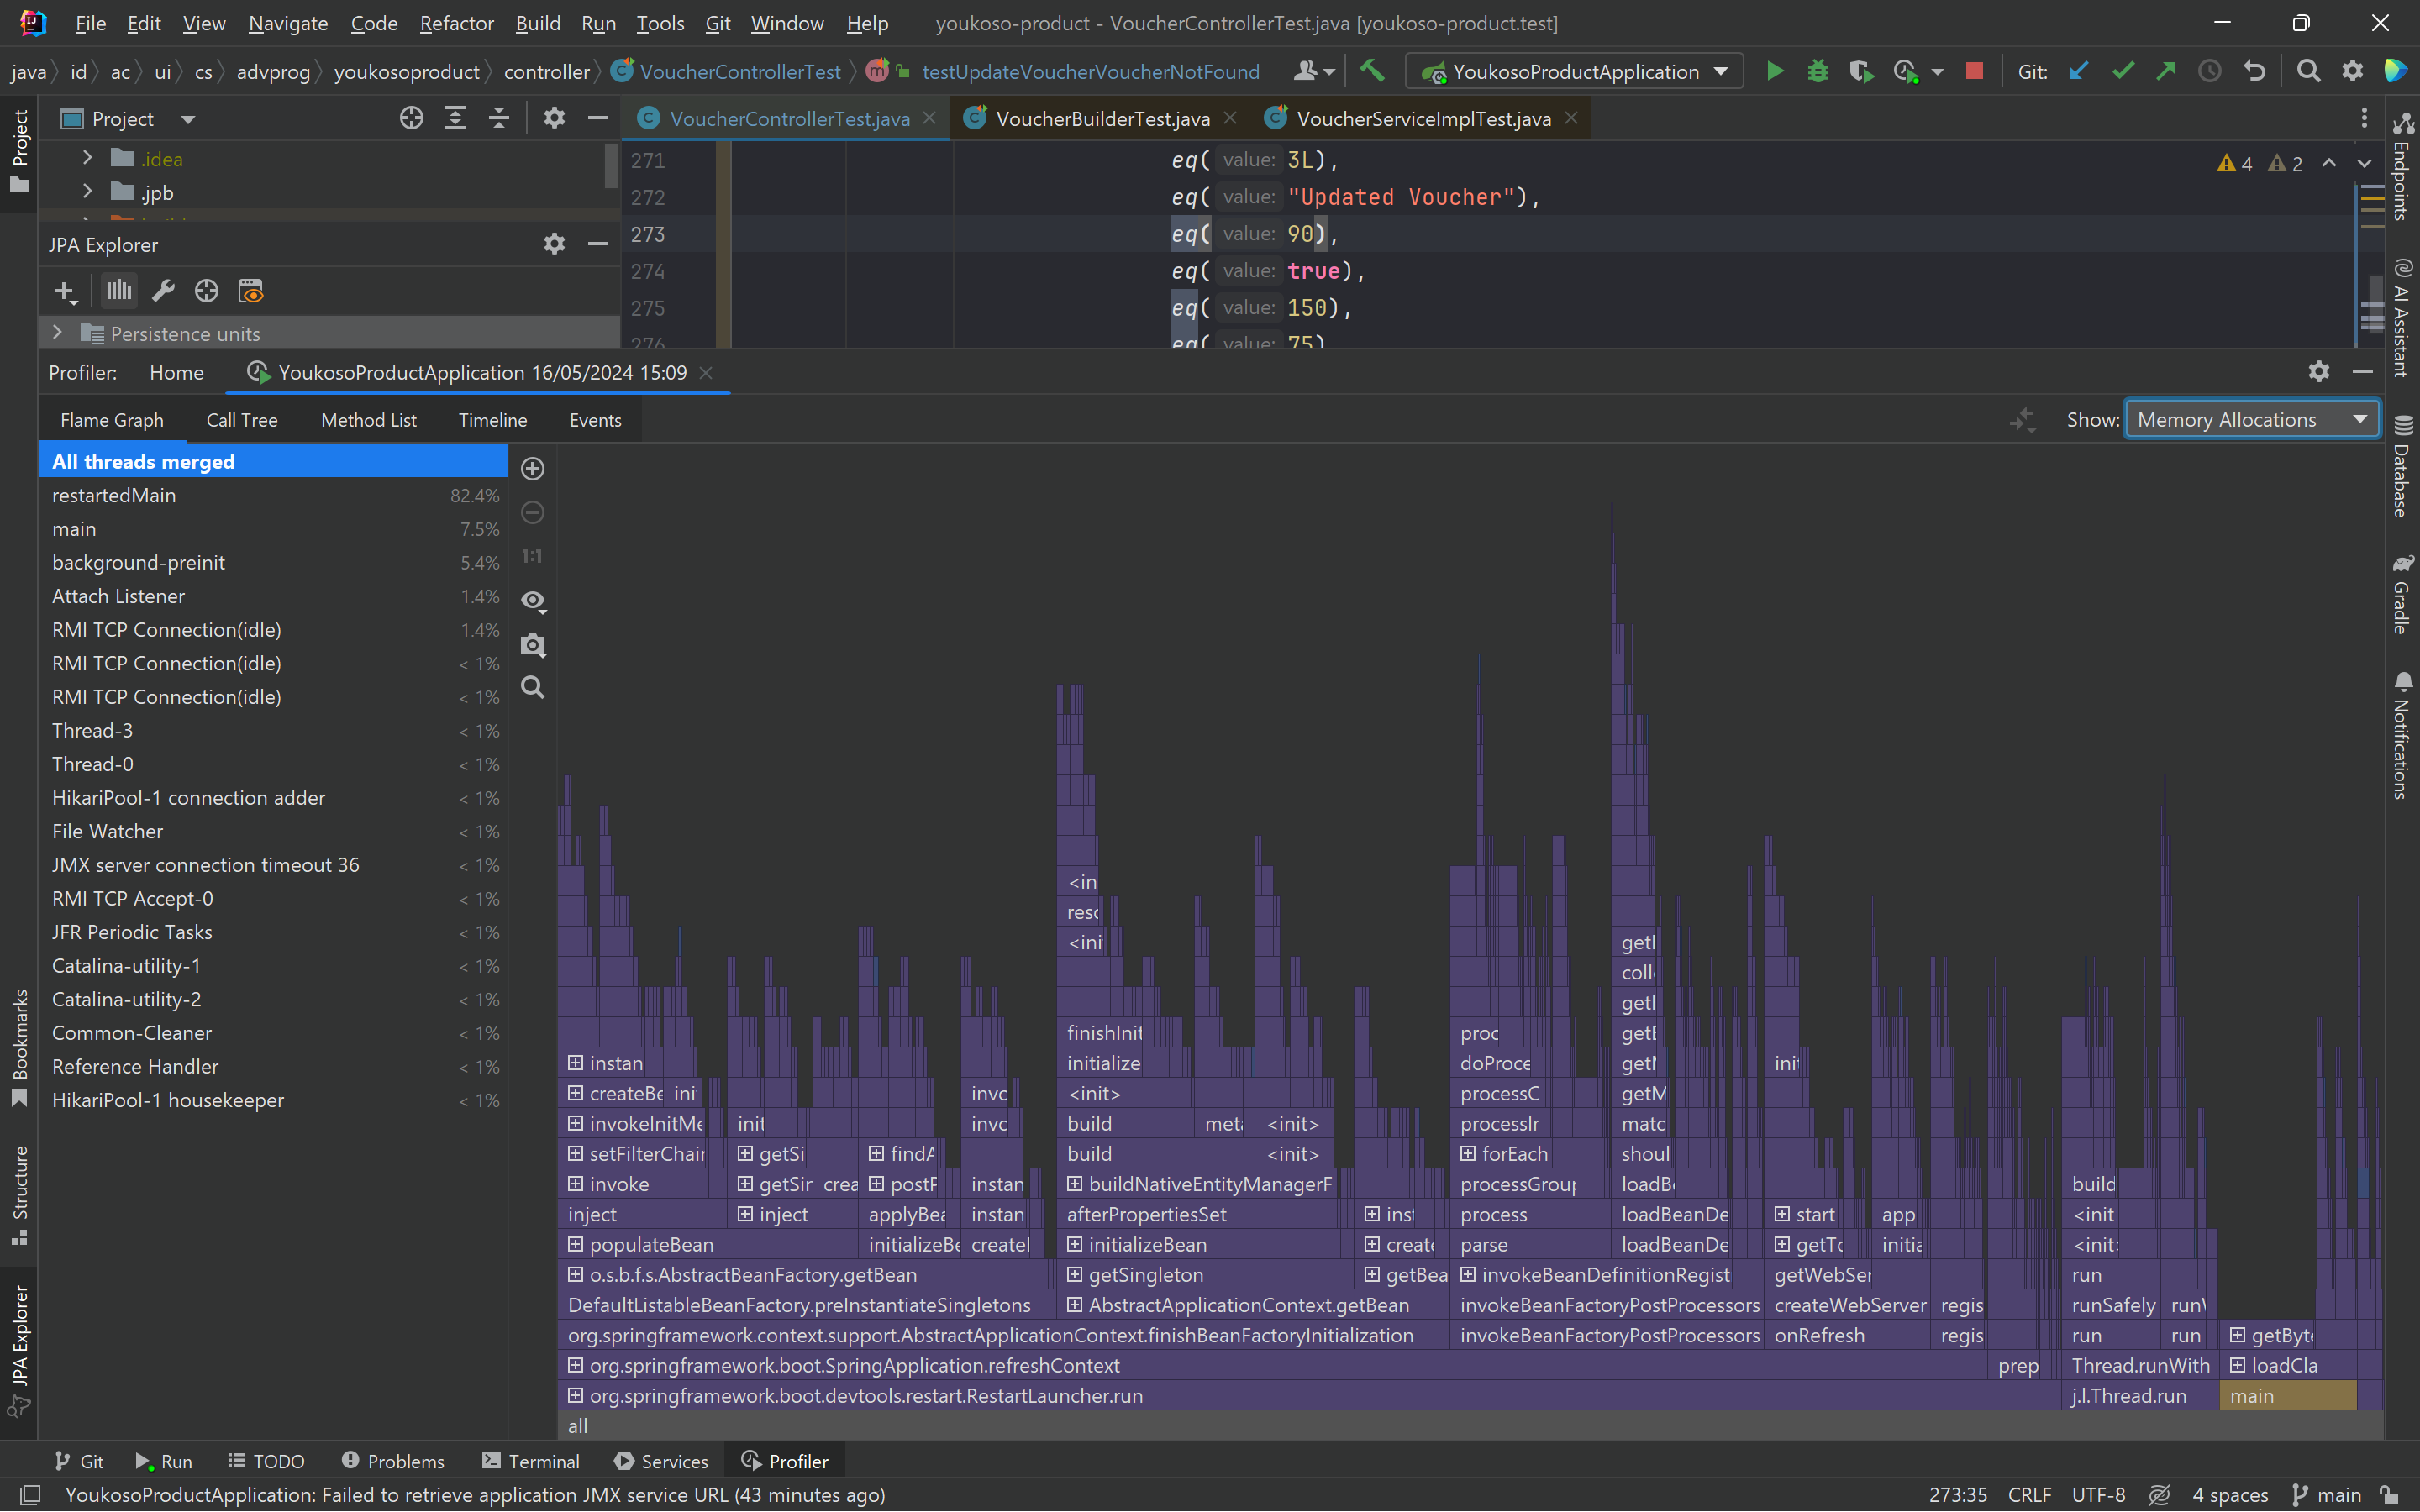 File Edit View Navigate Code Refactor Build Run Tools Git Window Help youkoso-product - VoucherControllerTest.java [youkoso-product.test]
java id ac ui cs advprog youkosoproduct controller VoucherControllerTest testUpdateVoucherVoucherNotFound YoukosoProductApplication Git:
Project VoucherControllerTest.java VoucherBuilderTest.java VoucherServiceImplTest.java
.idea
.jpb
JPA Explorer
Persistence units
271 eq( value: 3L),
272 eq( value: "Updated Voucher"),
273 eq( value: 90),
274 eq( value: true),
275 eq( value: 150),
276 eq( value: 75)
4 2
Project
Bookmarks
Structure
JPA Explorer
Endpoints
AI Assistant
Database
Gradle
Notifications
Profiler: Home YoukosoProductApplication 16/05/2024 15:09
Flame Graph Call Tree Method List Timeline Events Show: Memory Allocations
All threads merged
restartedMain 82.4%
main 7.5%
background-preinit 5.4%
Attach Listener 1.4%
RMI TCP Connection(idle) 1.4%
RMI TCP Connection(idle) < 1%
RMI TCP Connection(idle) < 1%
Thread-3 < 1%
Thread-0 < 1%
HikariPool-1 connection adder < 1%
File Watcher < 1%
JMX server connection timeout 36 < 1%
RMI TCP Accept-0 < 1%
JFR Periodic Tasks < 1%
Catalina-utility-1 < 1%
Catalina-utility-2 < 1%
Common-Cleaner < 1%
Reference Handler < 1%
HikariPool-1 housekeeper < 1%
1:1
<in
reso
<ini getl
coll
getl
finishInit proc getE
instan initialize doProce getM init
createBe ini invo <init> processC getM
invokeInitMe init invo build meta <init> processIn matc
setFilterChain getSi findA build <init> forEach shoul
invoke getSin crea postP instan buildNativeEntityManagerF processGroup loadBe build
inject inject applyBea instan afterPropertiesSet inst process loadBeanDe start app <init
populateBean initializeBe createI initializeBean create parse loadBeanDe getTo initia <init>
o.s.b.f.s.AbstractBeanFactory.getBean getSingleton getBea invokeBeanDefinitionRegist getWebSer run
DefaultListableBeanFactory.preInstantiateSingletons AbstractApplicationContext.getBean invokeBeanFactoryPostProcessors createWebServer regis runSafely run
org.springframework.context.support.AbstractApplicationContext.finishBeanFactoryInitialization invokeBeanFactoryPostProcessors onRefresh regis run run getByte
org.springframework.boot.SpringApplication.refreshContext prep Thread.runWith loadCla
org.springframework.boot.devtools.restart.RestartLauncher.run j.l.Thread.run main
all
Git Run TODO Problems Terminal Services Profiler
YoukosoProductApplication: Failed to retrieve application JMX service URL (43 minutes ago) 273:35 CRLF UTF-8 4 spaces main